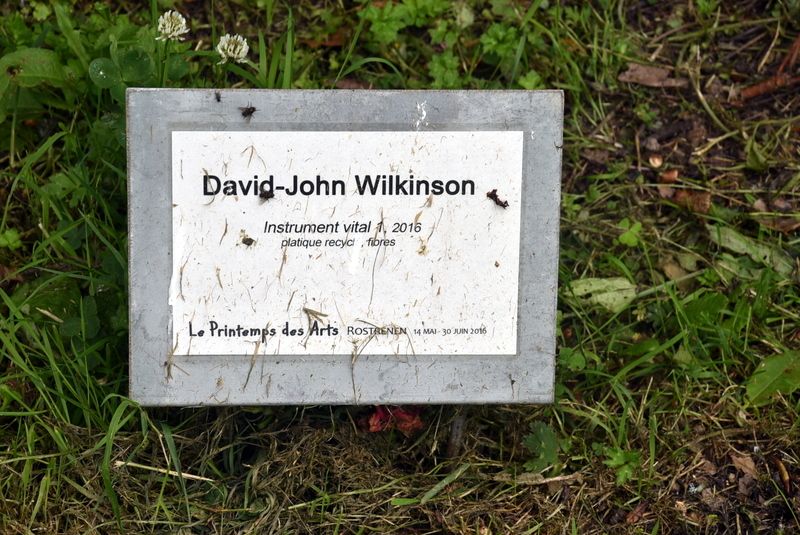 David-John Wilkinson
Instrument vital 1, 2016
platique recycl fibres
Le Printemps des Arts ROSTRENEN 14 MAI - 30 JUIN 2016